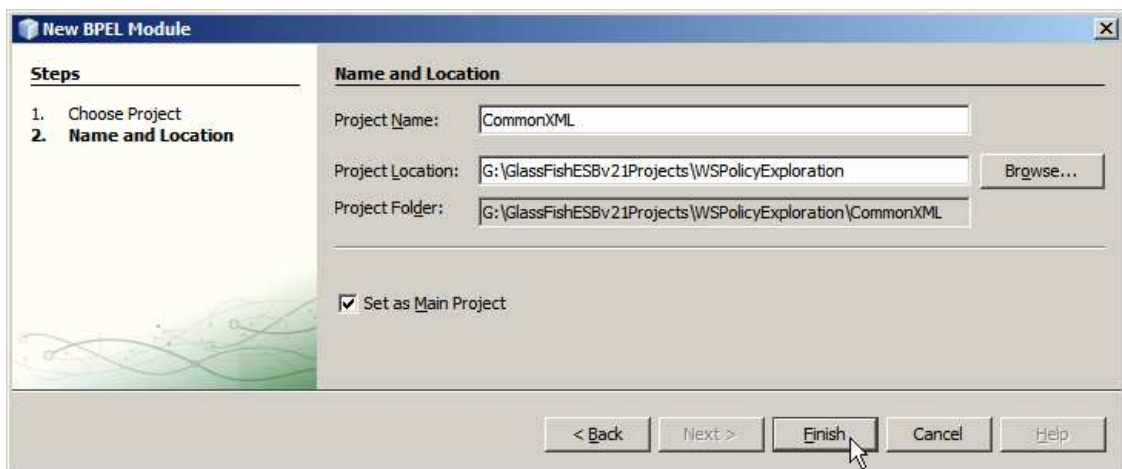 New BPEL Module
Steps
1. Choose Project
2. Name and Location
Name and Location
Project Name: CommonXML
Project Location: G:\GlassFishESBv21Projects\WSPolicyExploration Browse...
Project Folder: G:\GlassFishESBv21Projects\WSPolicyExploration\CommonXML
Set as Main Project
< Back Next > Finish Cancel Help